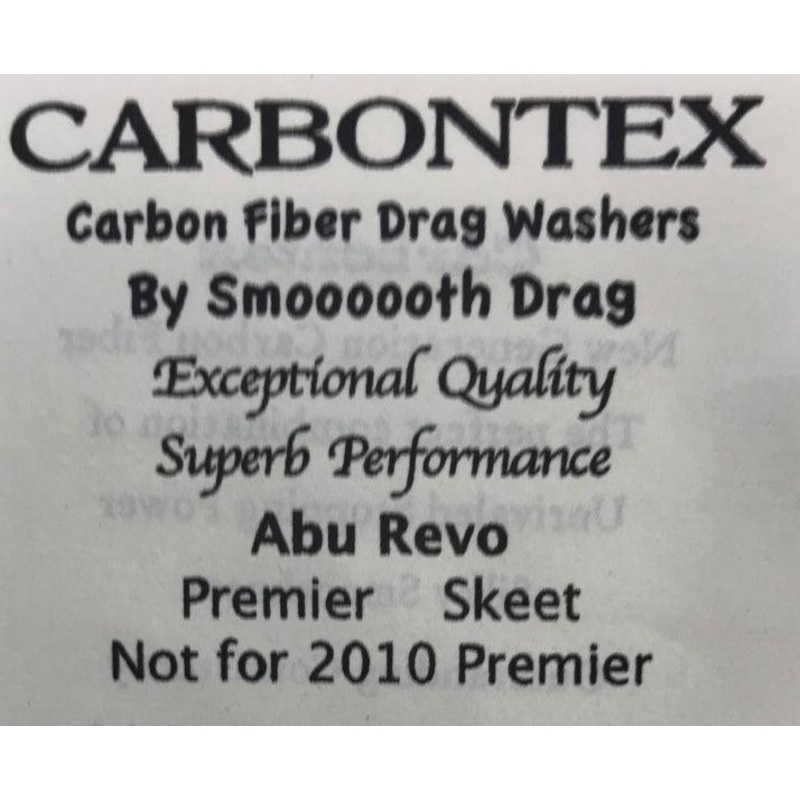 CARBONTEX
Carbon Fiber Drag Washers
By Smooooooth Drag
Exceptional Quality
Superb Performance
Abu Revo
Premier Skeet
Not for 2010 Premier